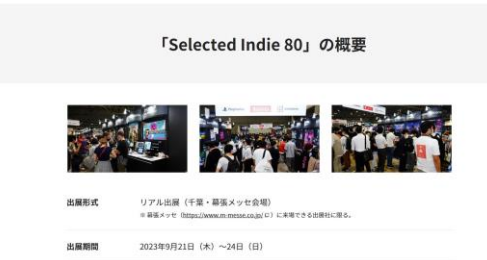 「Selected Indie 80」の概要
出展形式
リアル出展（千葉・幕張メッセ会場）
※ 幕張メッセ（https://www.m-messe.co.jp/ に）に来場できる出展社に限る。
出展期間
2023年9月21日（木）〜24日（日）